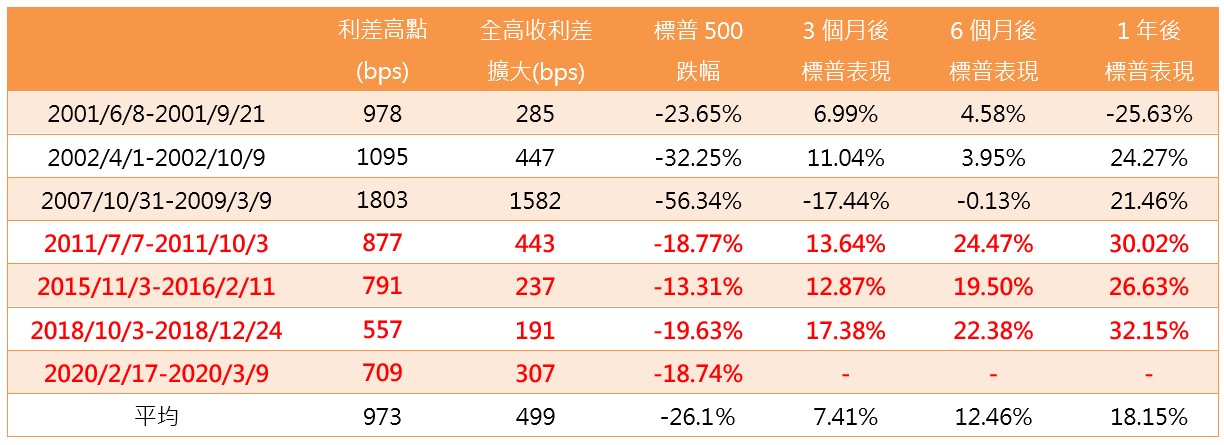 利差高點 全高收利差 標普500 3個月後 6個月後 1年後
(bps) 擴大(bps) 跌幅 標普表現 標普表現 標普表現
2001/6/8-2001/9/21 978 285 -23.65% 6.99% 4.58% -25.63%
2002/4/1-2002/10/9 1095 447 -32.25% 11.04% 3.95% 24.27%
2007/10/31-2009/3/9 1803 1582 -56.34% -17.44% -0.13% 21.46%
2011/7/7-2011/10/3 877 443 -18.77% 13.64% 24.47% 30.02%
2015/11/3-2016/2/11 791 237 -13.31% 12.87% 19.50% 26.63%
2018/10/3-2018/12/24 557 191 -19.63% 17.38% 22.38% 32.15%
2020/2/17-2020/3/9 709 307 -18.74% - - -
平均 973 499 -26.1% 7.41% 12.46% 18.15%